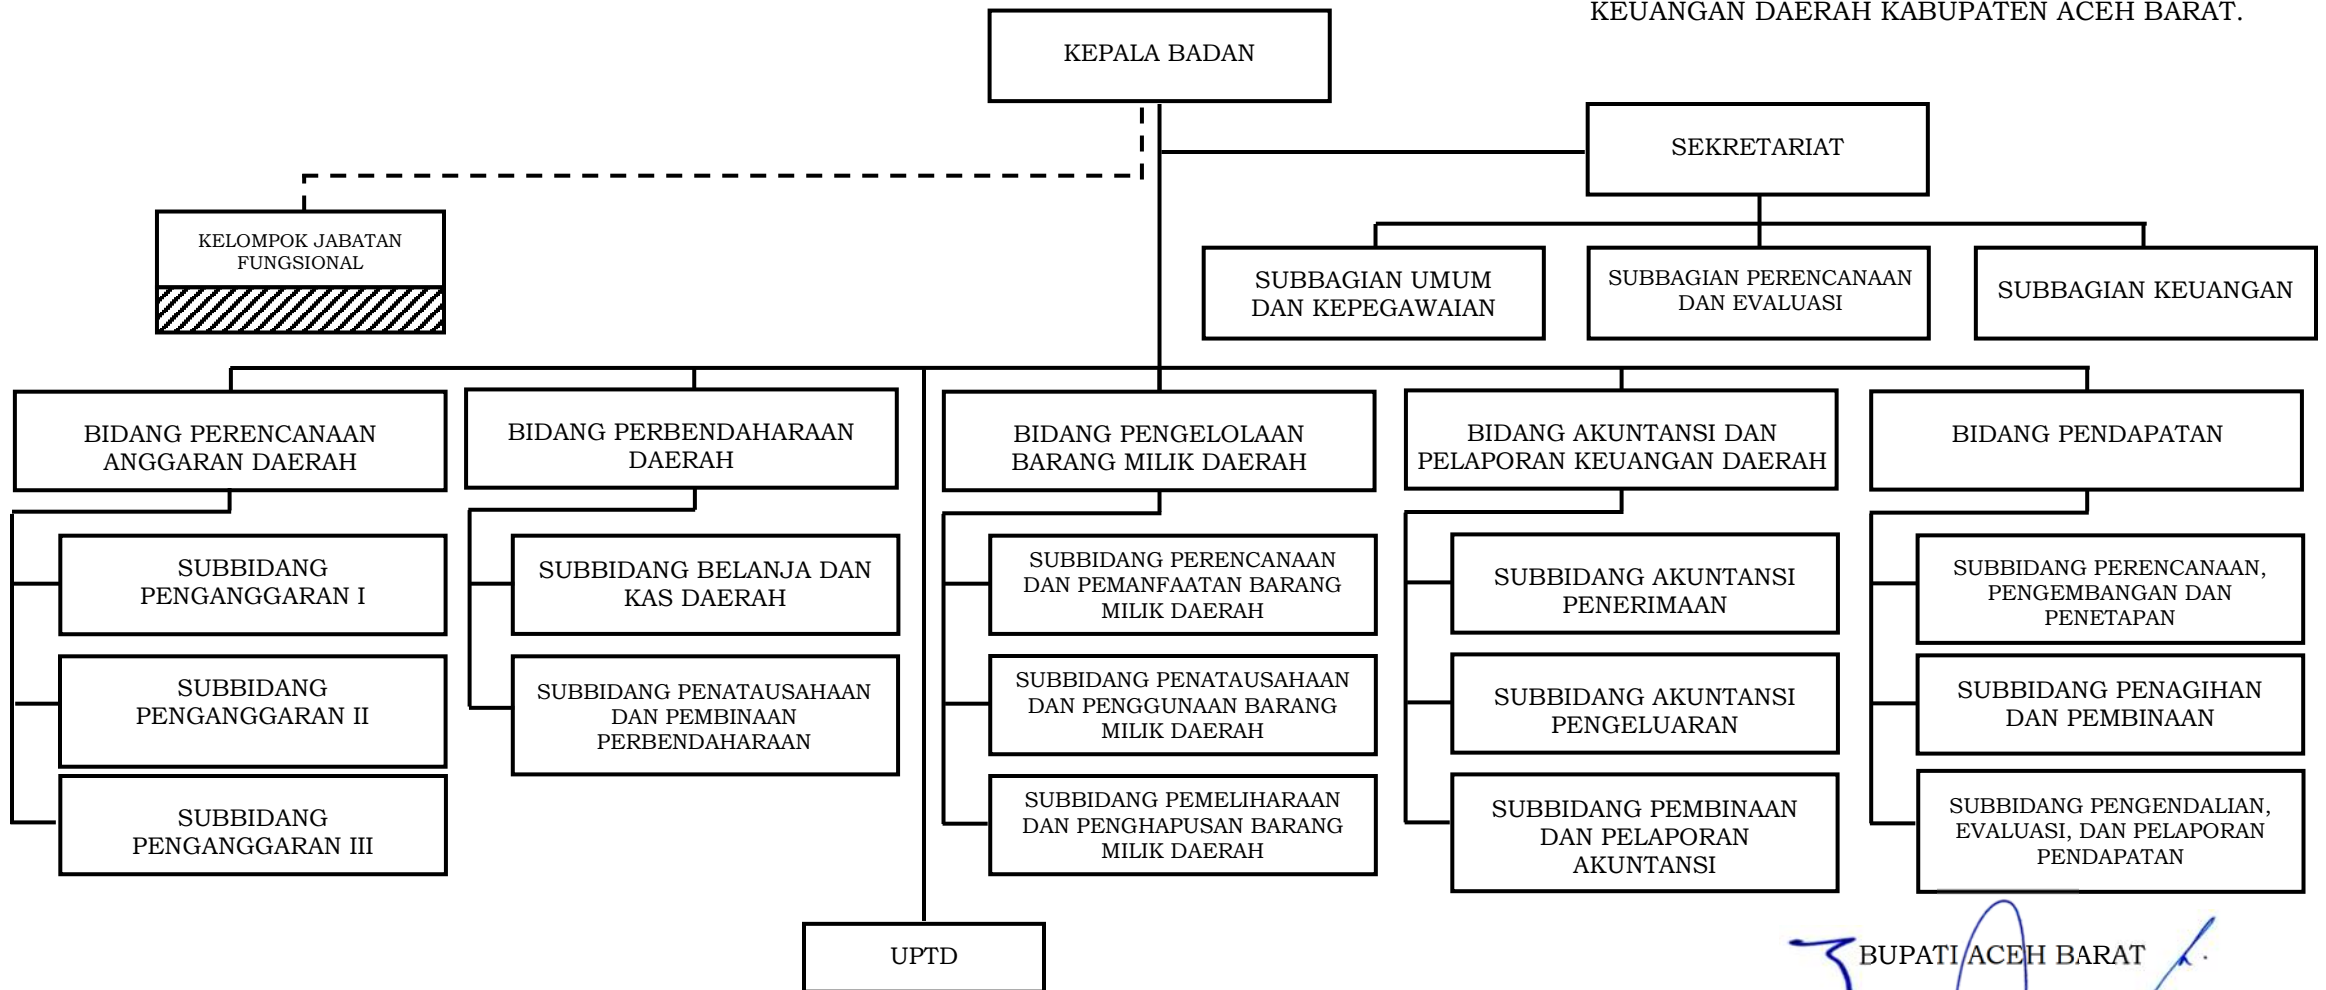 KEUANGAN DAERAH KABUPATEN ACEH BARAT.
KEPALA BADAN
SEKRETARIAT
KELOMPOK JABATAN
FUNGSIONAL
SUBBAGIAN UMUM
DAN KEPEGAWAIAN
SUBBAGIAN PERENCANAAN
DAN EVALUASI
SUBBAGIAN KEUANGAN
BIDANG PERENCANAAN
ANGGARAN DAERAH
BIDANG PERBENDAHARAAN
DAERAH
BIDANG PENGELOLAAN
BARANG MILIK DAERAH
BIDANG AKUNTANSI DAN
PELAPORAN KEUANGAN DAERAH
BIDANG PENDAPATAN
SUBBIDANG
PENGANGGARAN I
SUBBIDANG
PENGANGGARAN II
SUBBIDANG
PENGANGGARAN III
SUBBIDANG BELANJA DAN
KAS DAERAH
SUBBIDANG PENATAUSAHAAN
DAN PEMBINAAN
PERBENDAHARAAN
SUBBIDANG PERENCANAAN
DAN PEMANFAATAN BARANG
MILIK DAERAH
SUBBIDANG PENATAUSAHAAN
DAN PENGGUNAAN BARANG
MILIK DAERAH
SUBBIDANG PEMELIHARAAN
DAN PENGHAPUSAN BARANG
MILIK DAERAH
SUBBIDANG AKUNTANSI
PENERIMAAN
SUBBIDANG AKUNTANSI
PENGELUARAN
SUBBIDANG PEMBINAAN
DAN PELAPORAN
AKUNTANSI
SUBBIDANG PERENCANAAN,
PENGEMBANGAN DAN
PENETAPAN
SUBBIDANG PENAGIHAN
DAN PEMBINAAN
SUBBIDANG PENGENDALIAN,
EVALUASI, DAN PELAPORAN
PENDAPATAN
UPTD
BUPATI ACEH BARAT